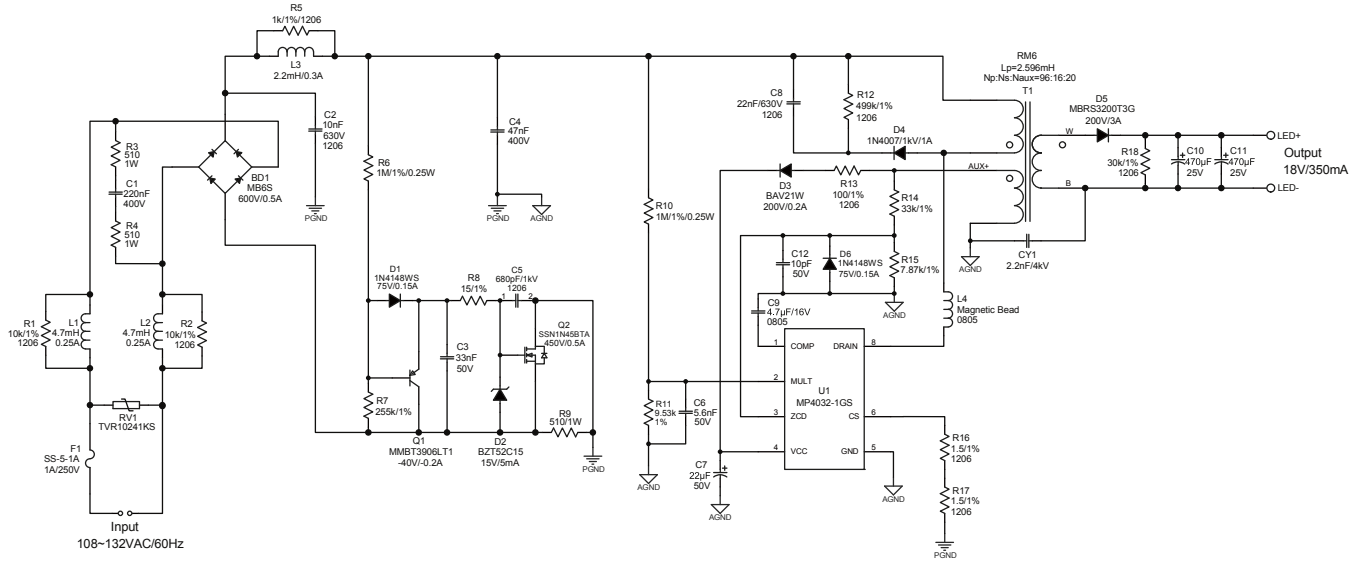 R5
1k/1%/1206
L3
2.2mH/0.3A
C2
10nF
630V
1206
R3
510
1W
C1
220nF
400V
R4
510
1W
BD1
MB6S
600V/0.5A
PGND
R1
10k/1%
1206
L1
4.7mH
0.25A
L2
4.7mH
0.25A
R2
10k/1%
1206
RV1
TVR10241KS
F1
SS-5-1A
1A/250V
Input
108~132VAC/60Hz
R6
1M/1%/0.25W
C4
47nF
400V
PGND
AGND
D1
1N4148WS
75V/0.15A
R8
15/1%
C5
680pF/1kV
1206
1
2
Q2
SSN1N45BTA
450V/0.5A
C3
33nF
50V
R7
255k/1%
Q1
MMBT3906LT1
-40V/-0.2A
D2
BZT52C15
15V/5mA
R9
510/1W
PGND
R10
1M/1%/0.25W
R11
9.53k
1%
C6
5.6nF
50V
AGND
C7
22µF
50V
AGND
C8
22nF/630V
1206
R12
499k/1%
1206
D4
1N4007/1kV/1A
D3
BAV21W
200V/0.2A
R13
100/1%
1206
R14
33k/1%
C12
10pF
50V
D6
1N4148WS
75V/0.15A
R15
7.87k/1%
AGND
C9
4.7µF/16V
0805
L4
Magnetic Bead
0805
1
COMP
DRAIN
8
2
MULT
U1
MP4032-1GS
3
ZCD
CS
6
4
VCC
GND
5
AGND
R16
1.5/1%
1206
R17
1.5/1%
1206
PGND
RM6
Lp=2.596mH
Np:Ns:Naux=96:16:20
T1
AUX+
W
B
AGND
CY1
2.2nF/4kV
D5
MBRS3200T3G
200V/3A
R18
30k/1%
1206
C10
470µF
25V
C11
470µF
25V
LED+
Output
18V/350mA
LED-